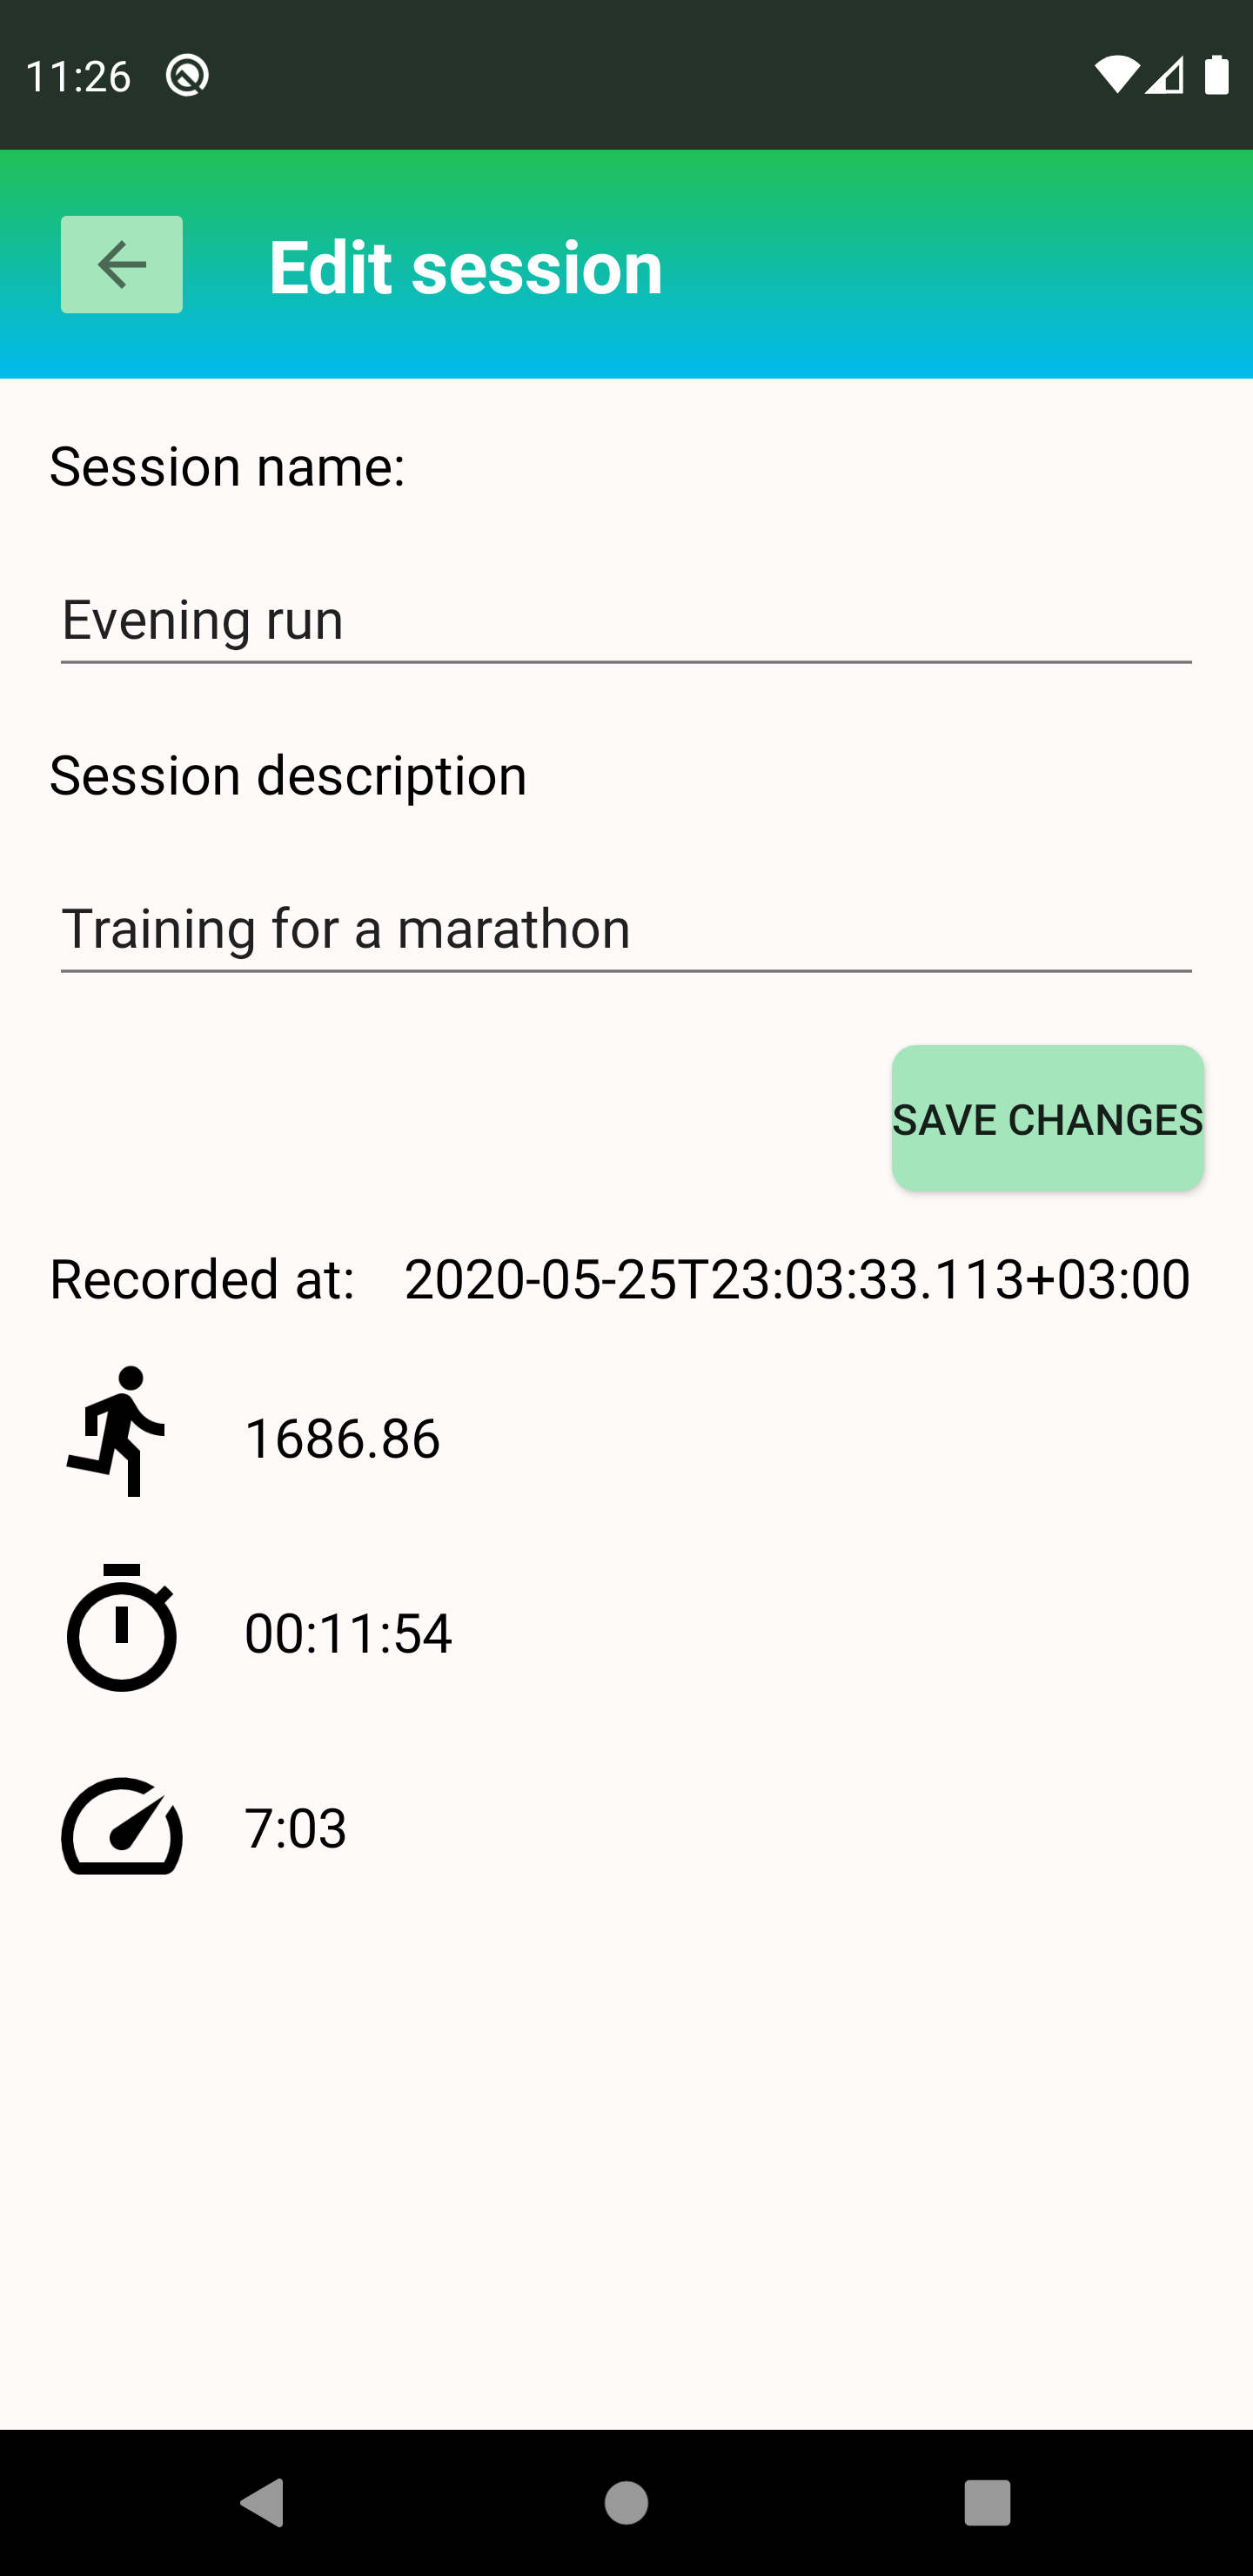 11:26
Edit session
Session name:
Evening run
Session description
Training for a marathon
SAVE CHANGES
Recorded at: 2020-05-25T23:03:33.113+03:00
1686.86
00:11:54
7:03